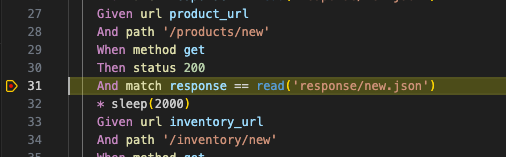 27 Given url product_url
28 And path '/products/new'
29 When method get
30 Then status 200
31 And match response == read('response/new.json')
32 * sleep(2000)
33 Given url inventory_url
34 And path '/inventory/new'
35 When method get